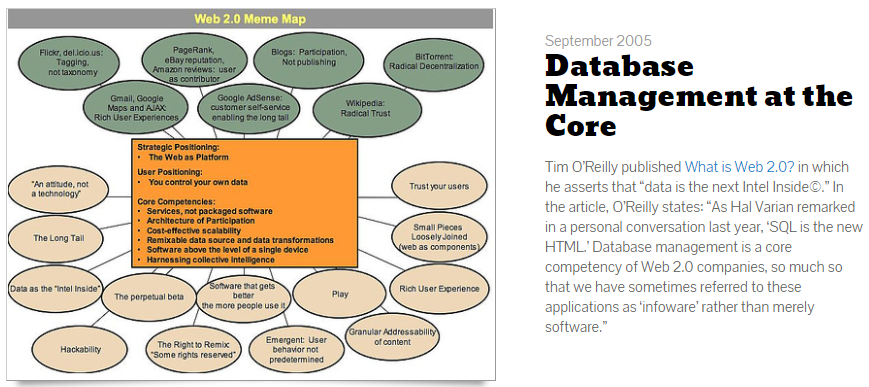 Web 2.0 Meme Map
Flickr, del.icio.us:
Tagging,
not taxonomy
PageRank,
eBay reputation,
Amazon reviews: user
as contributor
Blogs: Participation,
Not publishing
BitTorrent:
Radical Decentralization
Gmail, Google
Maps and AJAX:
Rich User Experiences
Google AdSense:
customer self-service
enabling the long tail
Wikipedia:
Radical Trust
Strategic Positioning:
• The Web as Platform
User Positioning:
• You control your own data
Core Competencies:
• Services, not packaged software
• Architecture of Participation
• Cost-effective scalability
• Remixable data source and data transformations
• Software above the level of a single device
• Harnessing collective intelligence
"An attitude, not
a technology"
Trust your users
The Long Tail
Small Pieces
Loosely Joined
(web as components)
Data as the "Intel Inside"
The perpetual beta
Software that gets
better
the more people use it
Play
Rich User Experience
Hackability
The Right to Remix:
"Some rights reserved"
Emergent: User
behavior not
predetermined
Granular Addressability
of content
September 2005
Database
Management at the
Core
Tim O'Reilly published What is Web 2.0? in which
he asserts that “data is the next Intel Inside©.” In
the article, O'Reilly states: “As Hal Varian remarked
in a personal conversation last year, ‘SQL is the new
HTML.’ Database management is a core
competency of Web 2.0 companies, so much so
that we have sometimes referred to these
applications as ‘infoware’ rather than merely
software.”